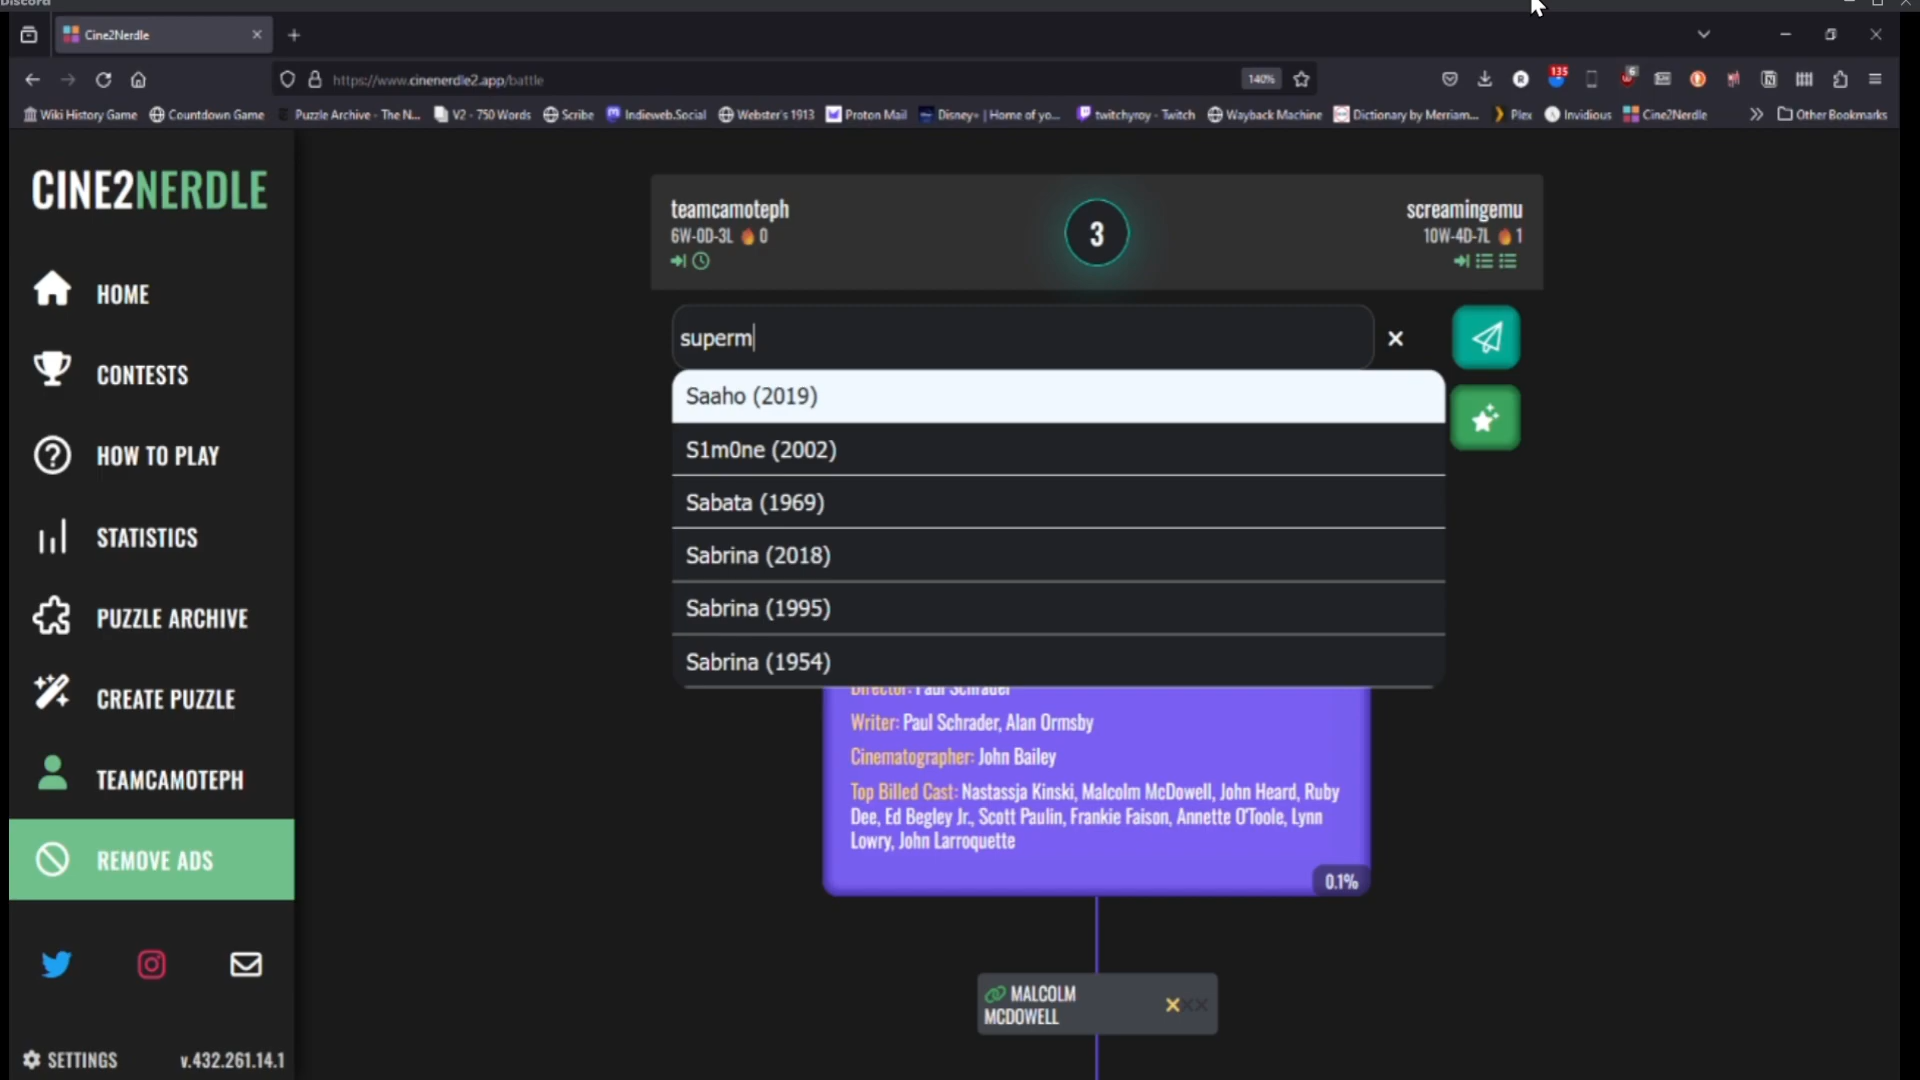 Discord
Cine2Nerdle
https://www.cinenerdle2.app/battle
140%
135
6
Wiki History Game
Countdown Game
Puzzle Archive - The N...
V2 - 750 Words
Scribe
Indieweb.Social
Webster's 1913
Proton Mail
Disney+ | Home of yo...
twitchyroy - Twitch
Wayback Machine
Dictionary by Merriam...
Plex
Invidious
Cine2Nerdle
Other Bookmarks
CINE2NERDLE
HOME
CONTESTS
HOW TO PLAY
STATISTICS
PUZZLE ARCHIVE
CREATE PUZZLE
TEAMCAMOTEPH
REMOVE ADS
SETTINGS
v.432.261.14.1
teamcamoteph
6W-0D-3L 0
3
screamingemu
10W-4D-7L 1
superm
Saaho (2019)
S1m0ne (2002)
Sabata (1969)
Sabrina (2018)
Sabrina (1995)
Sabrina (1954)
Director: Paul Schrader
Writer: Paul Schrader, Alan Ormsby
Cinematographer: John Bailey
Top Billed Cast: Nastassja Kinski, Malcolm McDowell, John Heard, Ruby
Dee, Ed Begley Jr., Scott Paulin, Frankie Faison, Annette O'Toole, Lynn
Lowry, John Larroquette
0.1%
MALCOLM
MCDOWELL